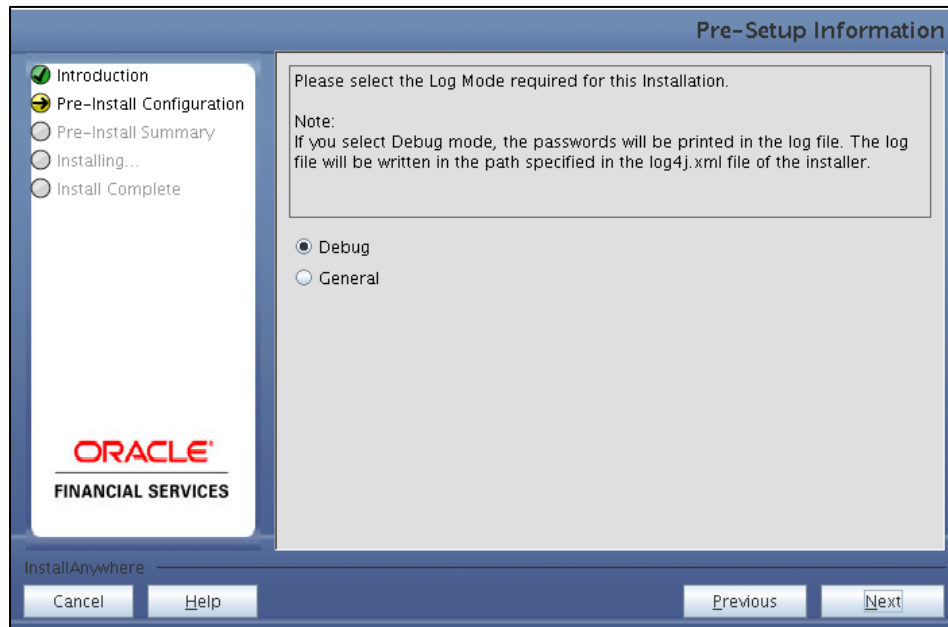 Pre-Setup Information
Introduction
Pre-Install Configuration
Pre-Install Summary
Installing...
Install Complete
Please select the Log Mode required for this Installation.
Note:
If you select Debug mode, the passwords will be printed in the log file. The log
file will be written in the path specified in the log4j.xml file of the installer.
Debug
General
ORACLE
FINANCIAL SERVICES
InstallAnywhere
Cancel
Help
Previous
Next